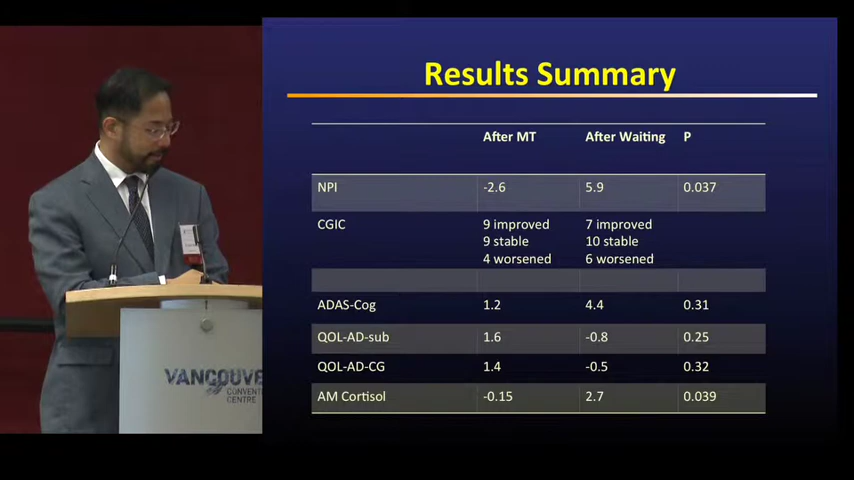 Results Summary
After MT After Waiting P
NPI -2.6 5.9 0.037
CGIC 9 improved 7 improved
9 stable 10 stable
4 worsened 6 worsened
ADAS-Cog 1.2 4.4 0.31
QOL-AD-sub 1.6 -0.8 0.25
QOL-AD-CG 1.4 -0.5 0.32
AM Cortisol -0.15 2.7 0.039
VANCOUVE
CONVENT
CENTRE